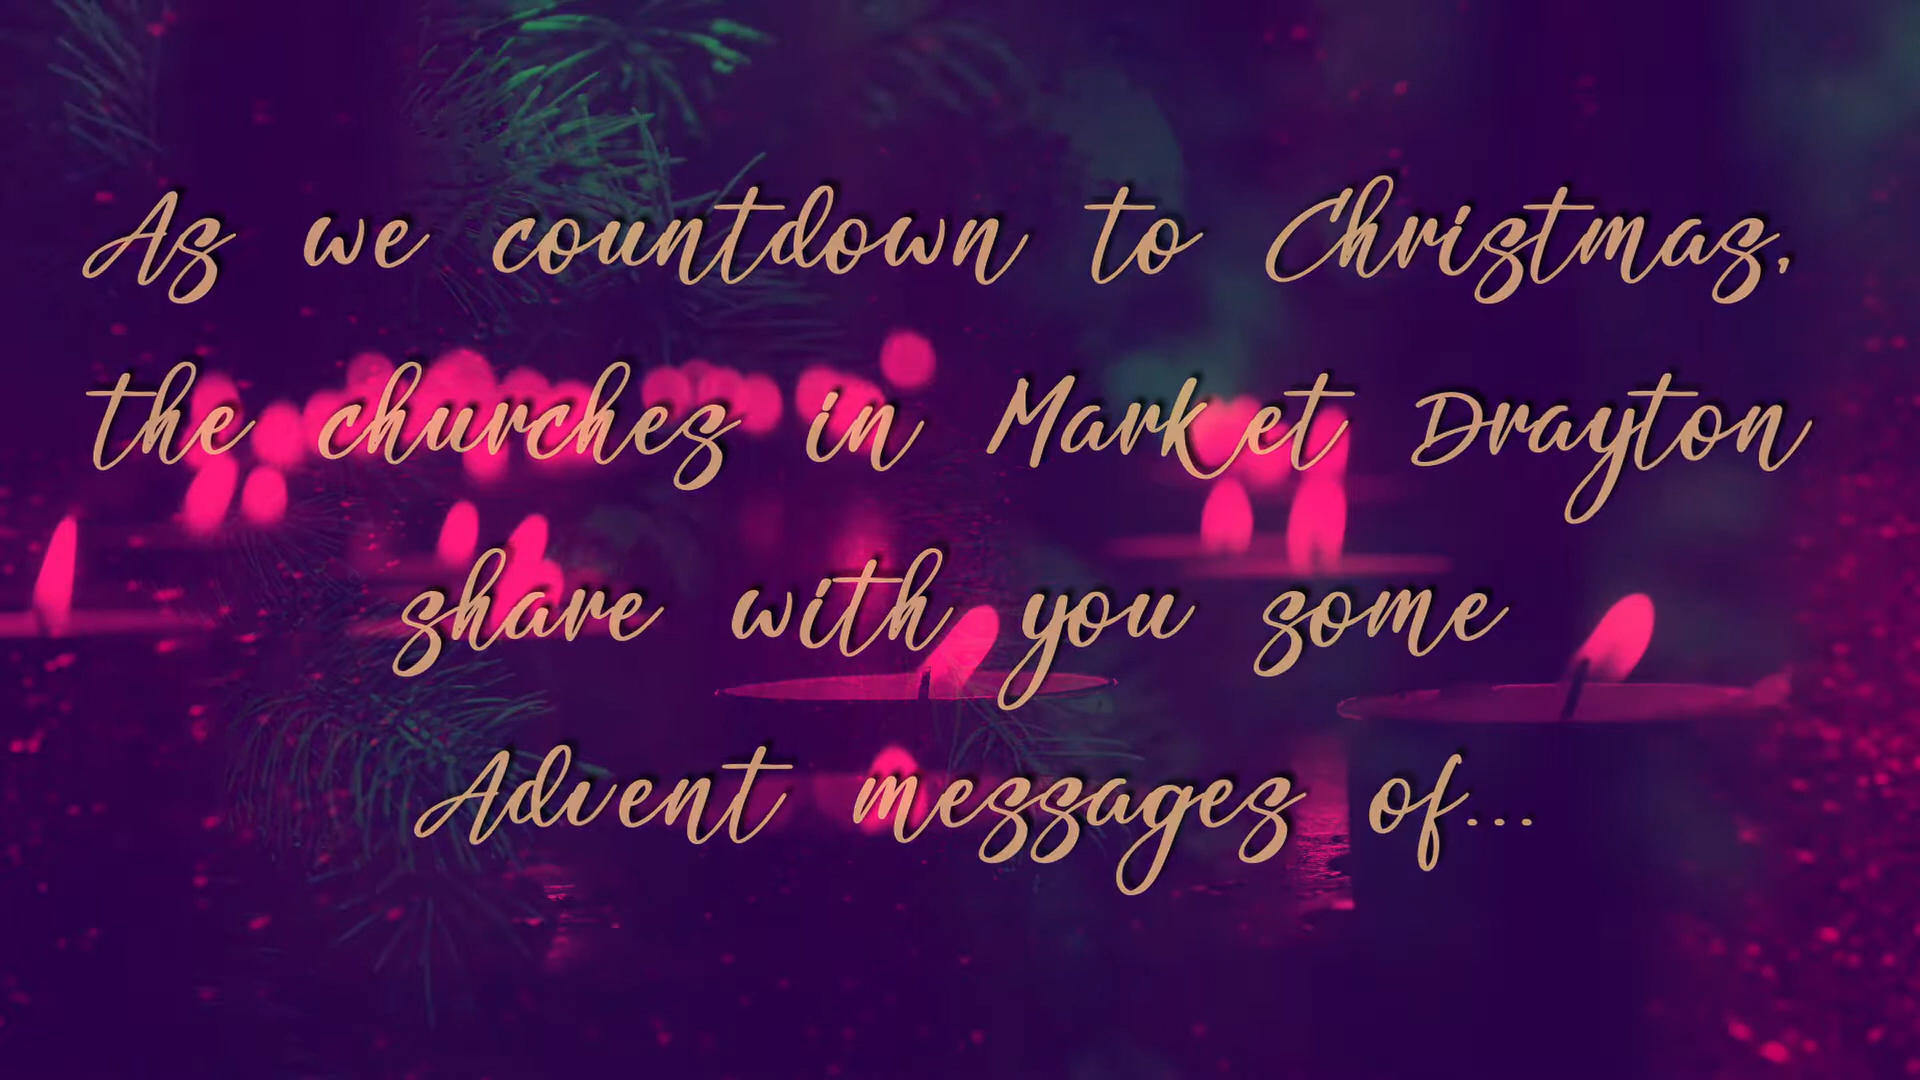 As we countdown to Christmas,
the churches in Market Drayton
share with you some
Advent messages of...